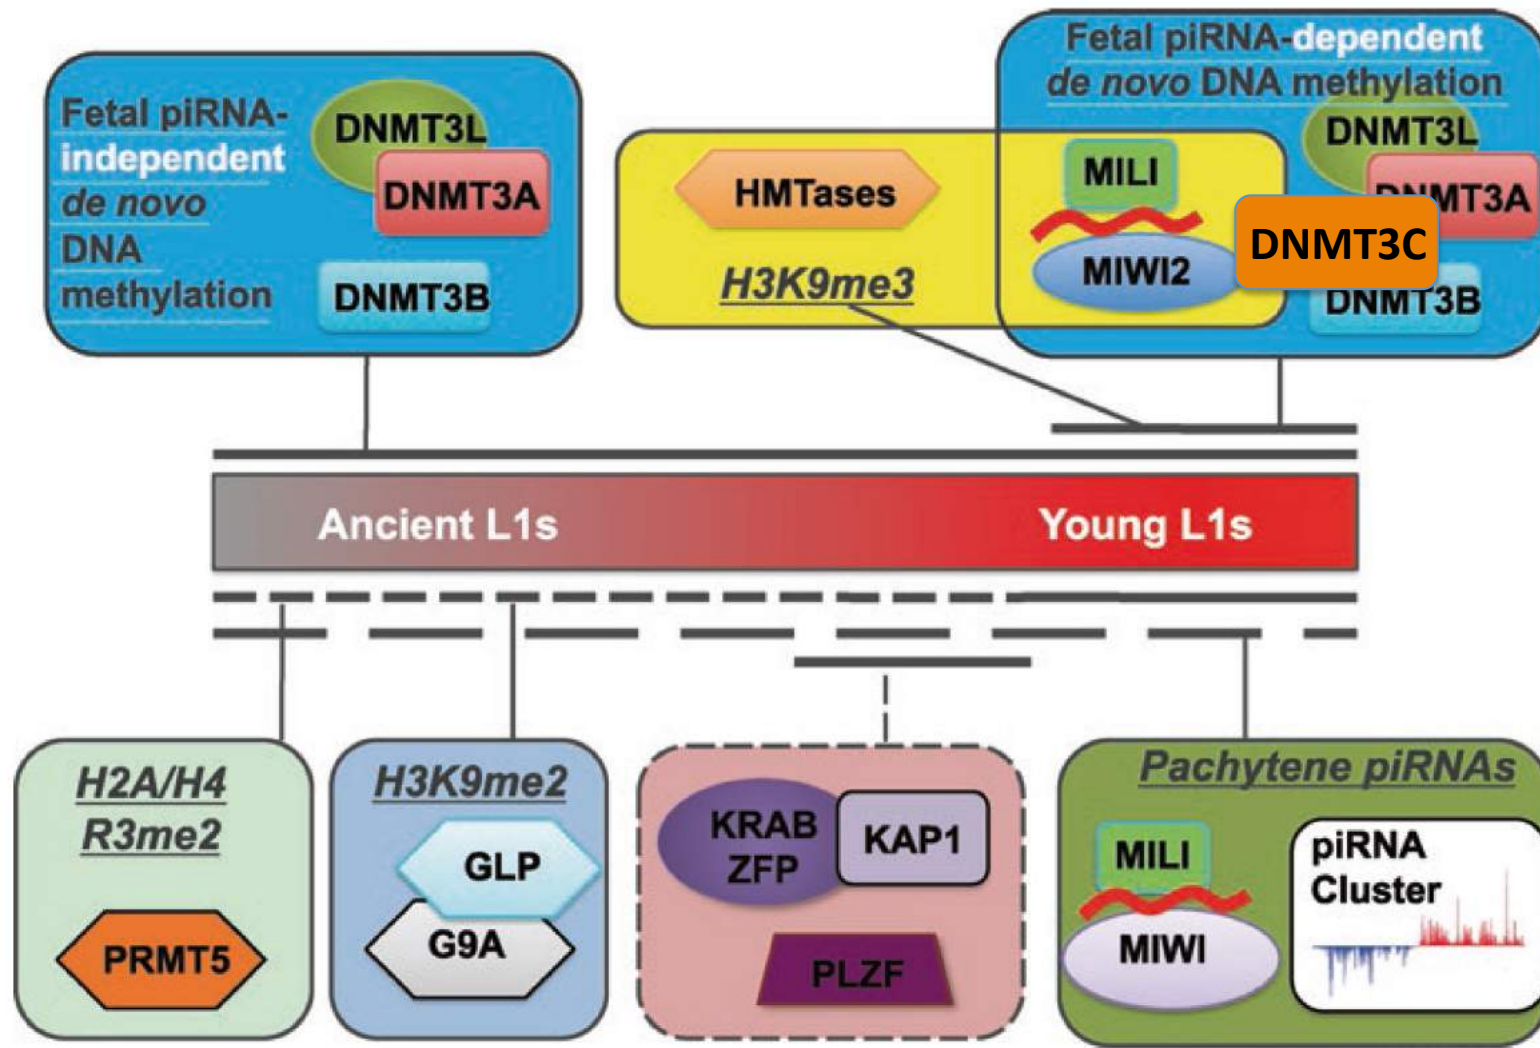 Fetal piRNA-
independent
de novo
DNA
methylation
DNMT3L
DNMT3A
DNMT3B
HMTases
H3K9me3
Fetal piRNA-dependent
de novo DNA methylation
MILI
MIWI2
DNMT3L
DNMT3A
DNMT3C
DNMT3B
Ancient L1s
Young L1s
H2A/H4
R3me2
PRMT5
H3K9me2
GLP
G9A
KRAB
ZFP
KAP1
PLZF
Pachytene piRNAs
MILI
MIWI
piRNA
Cluster